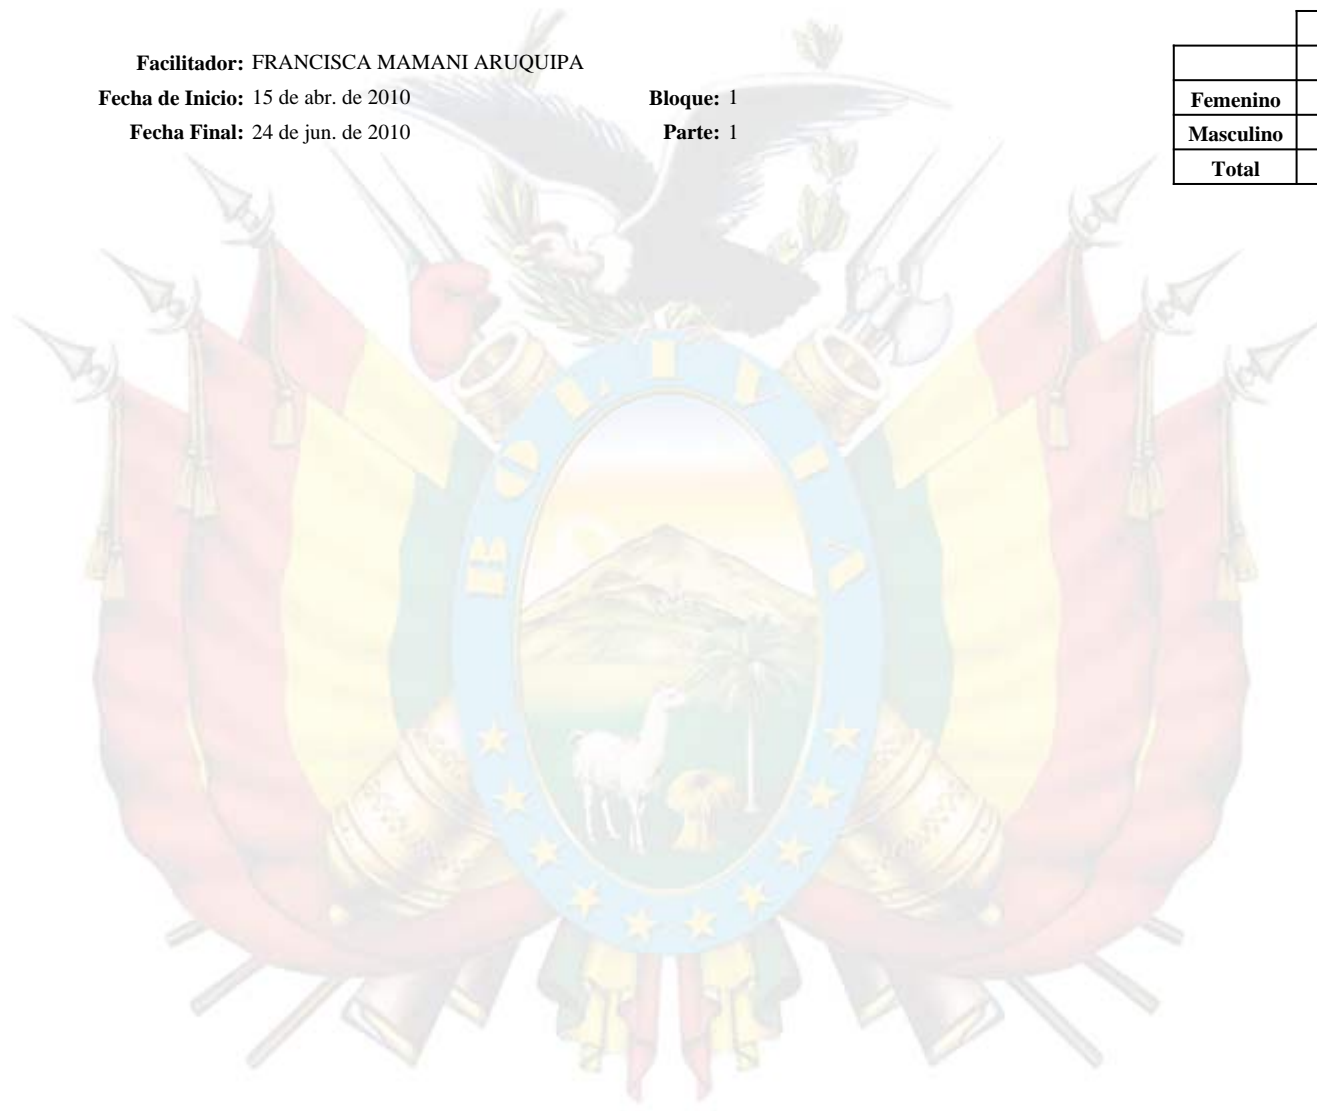 Facilitador: FRANCISCA MAMANI ARUQUIPA
Fecha de Inicio: 15 de abr. de 2010 Bloque: 1
Fecha Final: 24 de jun. de 2010 Parte: 1
Femenino
Masculino
Total
BOLIVIA